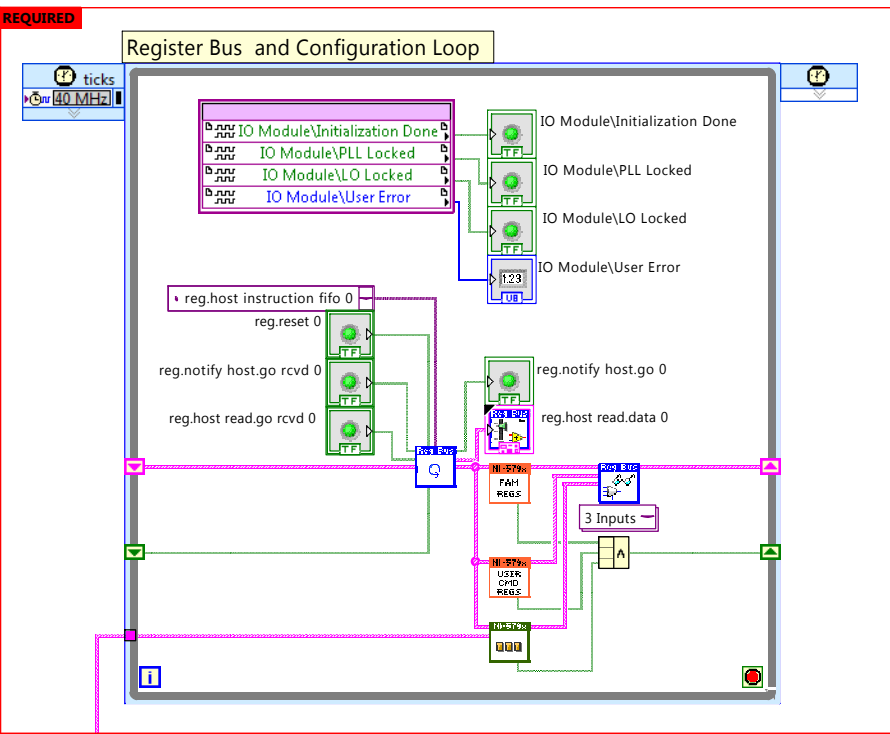 REQUIRED
Register Bus and Configuration Loop
ticks
40 MHz
IO Module\Initialization Done
IO Module\PLL Locked
IO Module\LO Locked
IO Module\User Error
IO Module\Initialization Done
TF
IO Module\PLL Locked
TF
IO Module\LO Locked
TF
IO Module\User Error
1.23
U8
reg.host instruction fifo 0
reg.reset 0
TF
reg.notify host.go rcvd 0
TF
reg.host read.go rcvd 0
TF
reg.notify host.go 0
TF
Reg Bus
reg.host read.data 0
Reg Bus
NI-579x
FAM
REGS
Reg Bus
3 Inputs
∧
NI-579x
USER
CMD
REGS
NI-579x
i